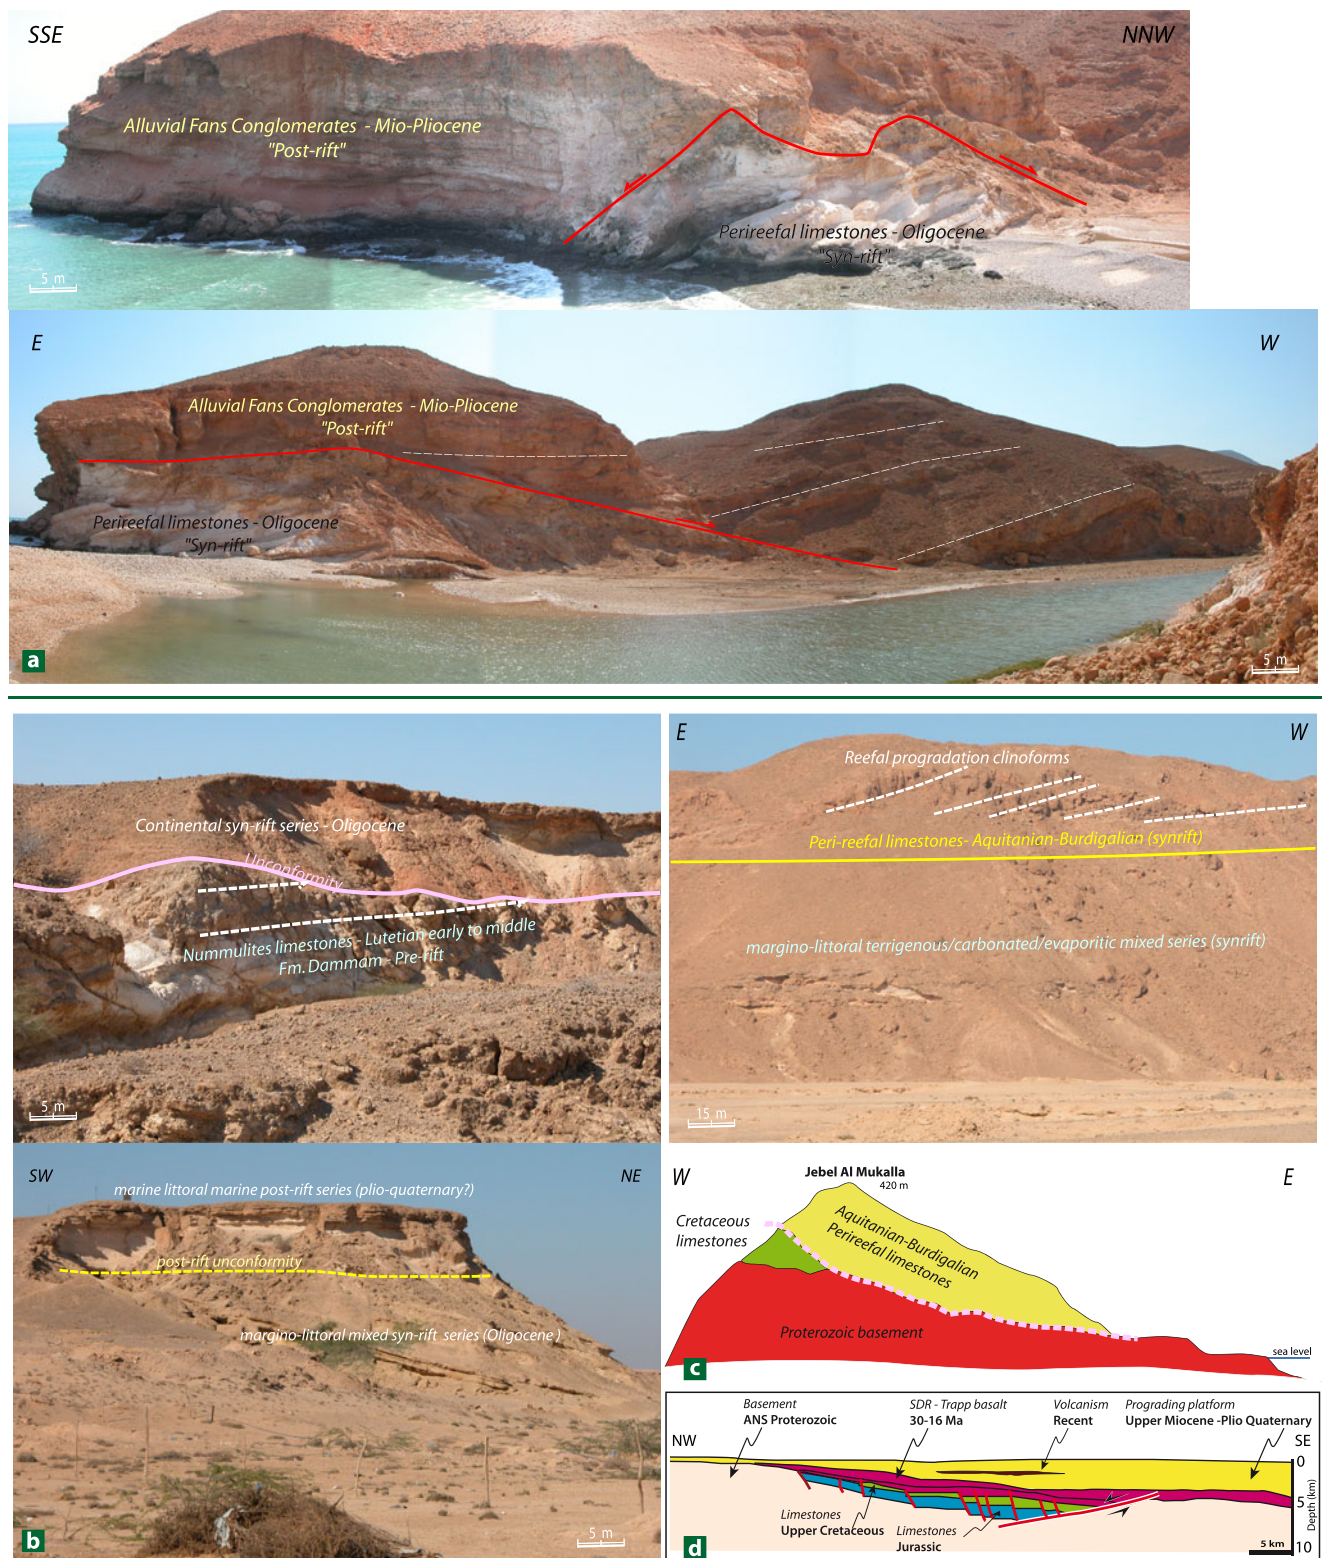 SSE
NNW
Alluvial Fans Conglomerates - Mio-Pliocene
"Post-rift"
Perireefal limestones - Oligocene
"Syn-rift"
5 m
E
W
Alluvial Fans Conglomerates - Mio-Pliocene
"Post-rift"
Perireefal limestones - Oligocene
"Syn-rift"
a
5 m
Continental syn-rift series - Oligocene
Unconformity
Nummulites limestones - Lutetian early to middle
Fm. Dammam - Pre-rift
5 m
E
W
Reefal progradation clinoforms
Peri-reefal limestones- Aquitanian-Burdigalian (synrift)
margino-littoral terrigenous/carbonated/evaporitic mixed series (synrift)
15 m
SW
NE
marine littoral marine post-rift series (plio-quaternary?)
post-rift unconformity
margino-littoral mixed syn-rift series (Oligocene )
b
5 m
W
E
Jebel Al Mukalla
420 m
Cretaceous
limestones
Aquitanian-Burdigalian
Perireefal limestones
Proterozoic basement
sea level
c
Basement
ANS Proterozoic
SDR - Trapp basalt
30-16 Ma
Volcanism
Recent
Prograding platform
Upper Miocene -Plio Quaternary
NW
SE
0
5
10
Depth (km)
Limestones
Upper Cretaceous
Limestones
Jurassic
5 km
d